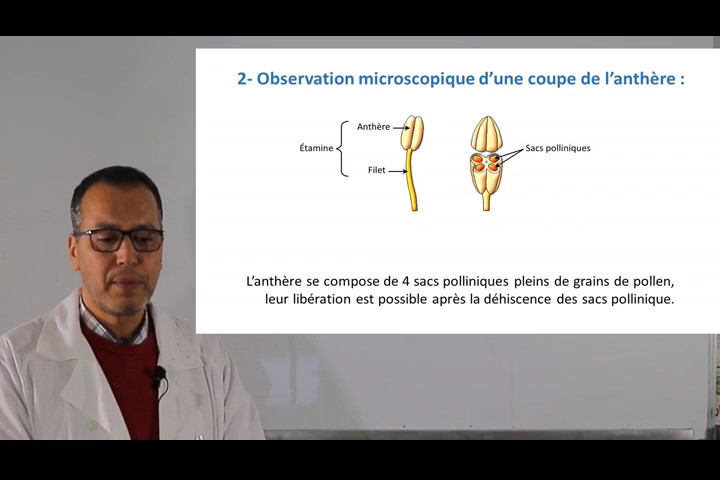 2- Observation microscopique d’une coupe de l’anthère :
Anthère
Étamine
Filet
Sacs polliniques
L’anthère se compose de 4 sacs polliniques pleins de grains de pollen,
leur libération est possible après la déhiscence des sacs pollinique.